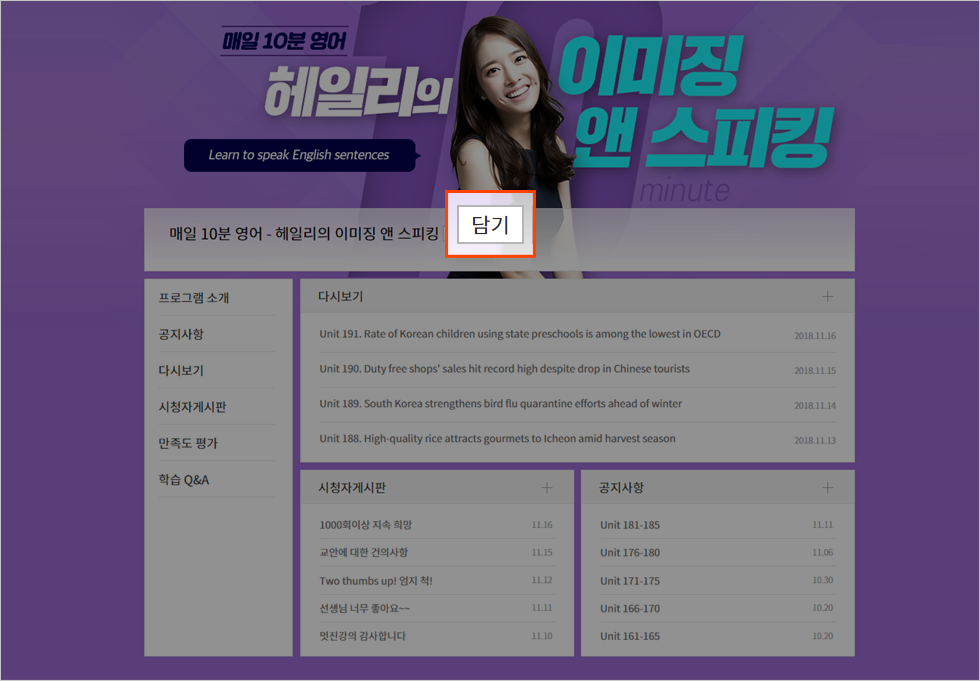 매일 10분 영어
헤일리의
이미징
앤 스피킹
Learn to speak English sentences
10
minute
매일 10분 영어 - 헤일리의 이미징 앤 스피킹
담기
프로그램 소개
공지사항
다시보기
시청자게시판
만족도 평가
학습 Q&A
다시보기
Unit 191. Rate of Korean children using state preschools is among the lowest in OECD 2018.11.16
Unit 190. Duty free shops' sales hit record high despite drop in Chinese tourists 2018.11.15
Unit 189. South Korea strengthens bird flu quarantine efforts ahead of winter 2018.11.14
Unit 188. High-quality rice attracts gourmets to Icheon amid harvest season 2018.11.13
시청자게시판
1000회이상 지속 희망 11.16
교안에 대한 건의사항 11.15
Two thumbs up! 엄지 척! 11.12
선생님 너무 좋아요~~ 11.11
멋진강의 감사합니다 11.10
공지사항
Unit 181-185 11.11
Unit 176-180 11.06
Unit 171-175 10.30
Unit 166-170 10.20
Unit 161-165 10.20